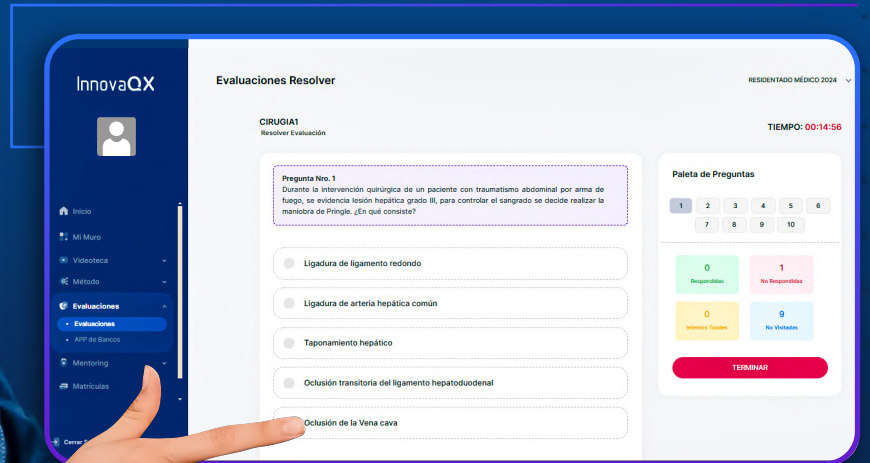 InnovaQX
Evaluaciones Resolver
RESIDENTADO MÉDICO 2024
CIRUGIA1
Resolver Evaluación
TIEMPO: 00:14:56
Inicio
Mi Muro
Videoteca
Método
Evaluaciones
Evaluaciones
APP de Bancos
Mentoring
Matrículas
Cerrar
Pregunta Nro. 1
Durante la intervención quirúrgica de un paciente con traumatismo abdominal por arma de
fuego, se evidencia lesión hepática grado III, para controlar el sangrado se decide realizar la
maniobra de Pringle. ¿En qué consiste?
Ligadura de ligamento redondo
Ligadura de arteria hepática común
Taponamiento hepático
Oclusión transitoria del ligamento hepatoduodenal
Oclusión de la Vena cava
Paleta de Preguntas
1 2 3 4 5 6
7 8 9 10
0 1
Respondidas No Respondidas
0 9
Intentos Totales No Visitadas
TERMINAR